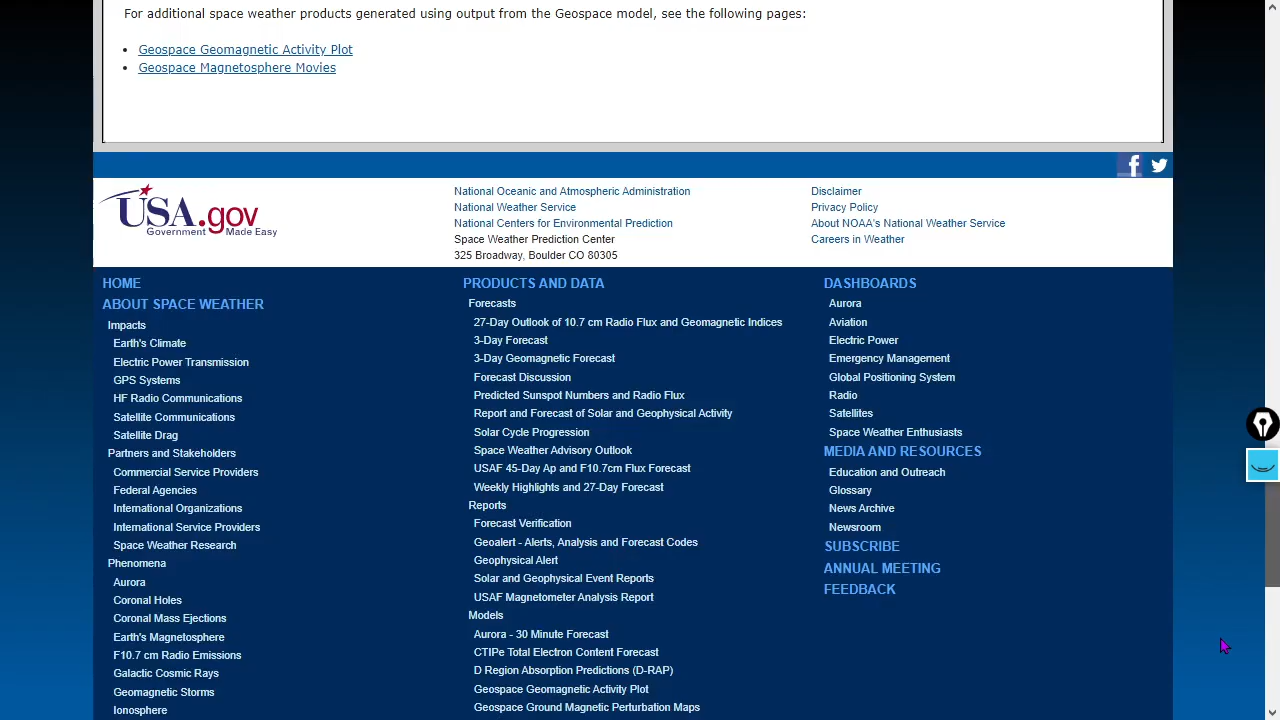 For additional space weather products generated using output from the Geospace model, see the following pages:
Geospace Geomagnetic Activity Plot
Geospace Magnetosphere Movies
f
USA.gov
Government Made Easy
National Oceanic and Atmospheric Administration
National Weather Service
National Centers for Environmental Prediction
Space Weather Prediction Center
325 Broadway, Boulder CO 80305
Disclaimer
Privacy Policy
About NOAA's National Weather Service
Careers in Weather
HOME
ABOUT SPACE WEATHER
Impacts
Earth's Climate
Electric Power Transmission
GPS Systems
HF Radio Communications
Satellite Communications
Satellite Drag
Partners and Stakeholders
Commercial Service Providers
Federal Agencies
International Organizations
International Service Providers
Space Weather Research
Phenomena
Aurora
Coronal Holes
Coronal Mass Ejections
Earth's Magnetosphere
F10.7 cm Radio Emissions
Galactic Cosmic Rays
Geomagnetic Storms
Ionosphere
PRODUCTS AND DATA
Forecasts
27-Day Outlook of 10.7 cm Radio Flux and Geomagnetic Indices
3-Day Forecast
3-Day Geomagnetic Forecast
Forecast Discussion
Predicted Sunspot Numbers and Radio Flux
Report and Forecast of Solar and Geophysical Activity
Solar Cycle Progression
Space Weather Advisory Outlook
USAF 45-Day Ap and F10.7cm Flux Forecast
Weekly Highlights and 27-Day Forecast
Reports
Forecast Verification
Geoalert - Alerts, Analysis and Forecast Codes
Geophysical Alert
Solar and Geophysical Event Reports
USAF Magnetometer Analysis Report
Models
Aurora - 30 Minute Forecast
CTIPe Total Electron Content Forecast
D Region Absorption Predictions (D-RAP)
Geospace Geomagnetic Activity Plot
Geospace Ground Magnetic Perturbation Maps
DASHBOARDS
Aurora
Aviation
Electric Power
Emergency Management
Global Positioning System
Radio
Satellites
Space Weather Enthusiasts
MEDIA AND RESOURCES
Education and Outreach
Glossary
News Archive
Newsroom
SUBSCRIBE
ANNUAL MEETING
FEEDBACK